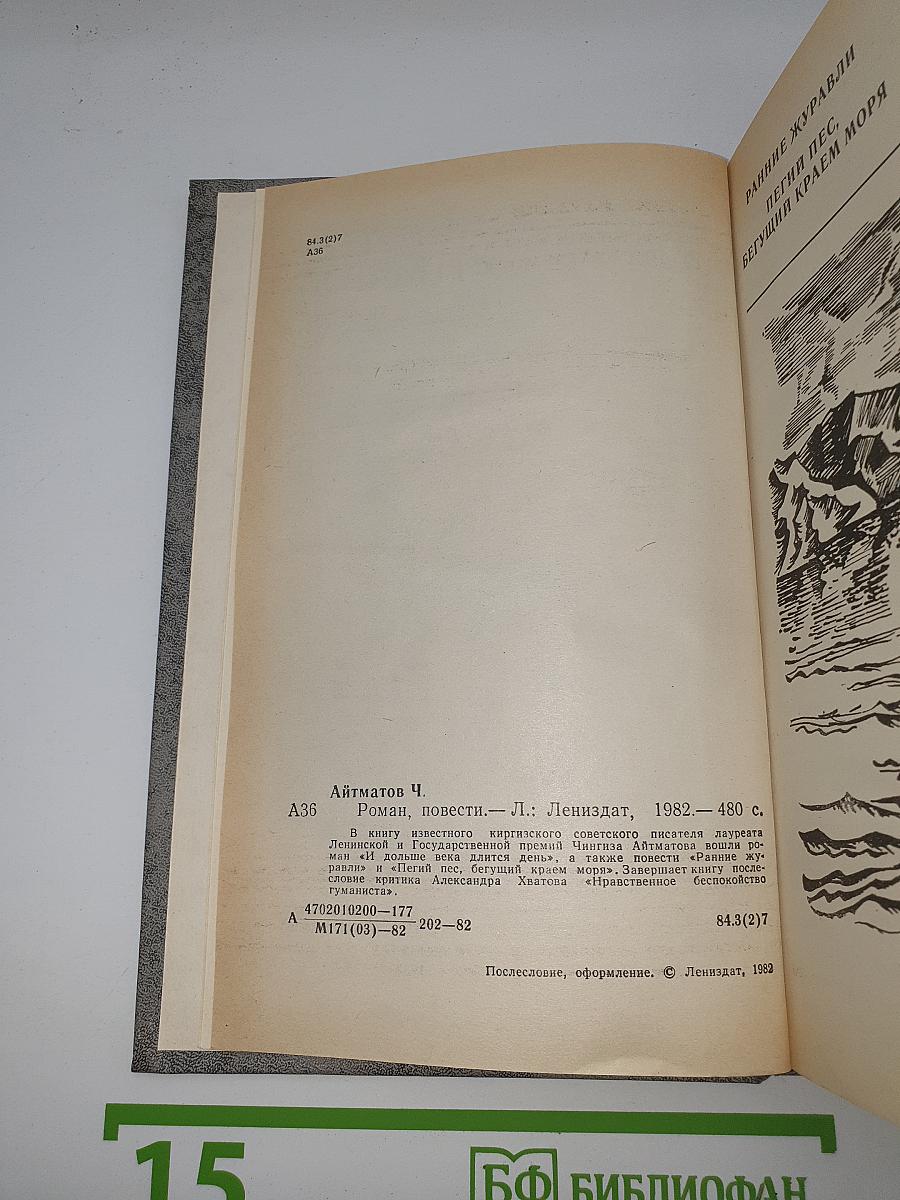 84.3(2)7
А36
Айтматов Ч.
А36 Роман, повести.— Л.: Лениздат, 1982.— 480 с.
В книгу известного киргизского советского писателя лауреата
Ленинской и Государственной премий Чингиза Айтматова вошли ро-
ман «И дольше века длится день», а также повести «Ранние жу-
равли» и «Пегий пес, бегущий краем моря». Завершает книгу после-
словие критика Александра Хватова «Нравственное беспокойство
гуманиста».
А 4702010200—177
М171(03)—82 202—82 84.3(2)7
Послесловие, оформление. © Лениздат, 1982
РАННИЕ ЖУРАВЛИ
ПЕГИЙ ПЕС,
БЕГУЩИЙ КРАЕМ МОРЯ
15
БФ БИБЛИОФАН